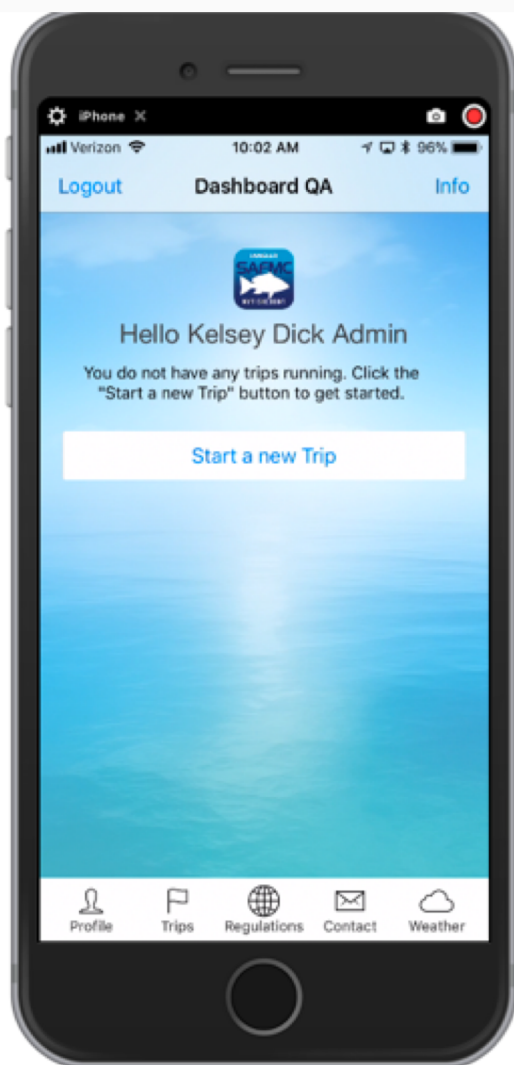 iPhone X
Verizon 10:02 AM 96%
Logout Dashboard QA Info
SAFMC
Hello Kelsey Dick Admin
You do not have any trips running. Click the
"Start a new Trip" button to get started.
Start a new Trip
Profile Trips Regulations Contact Weather